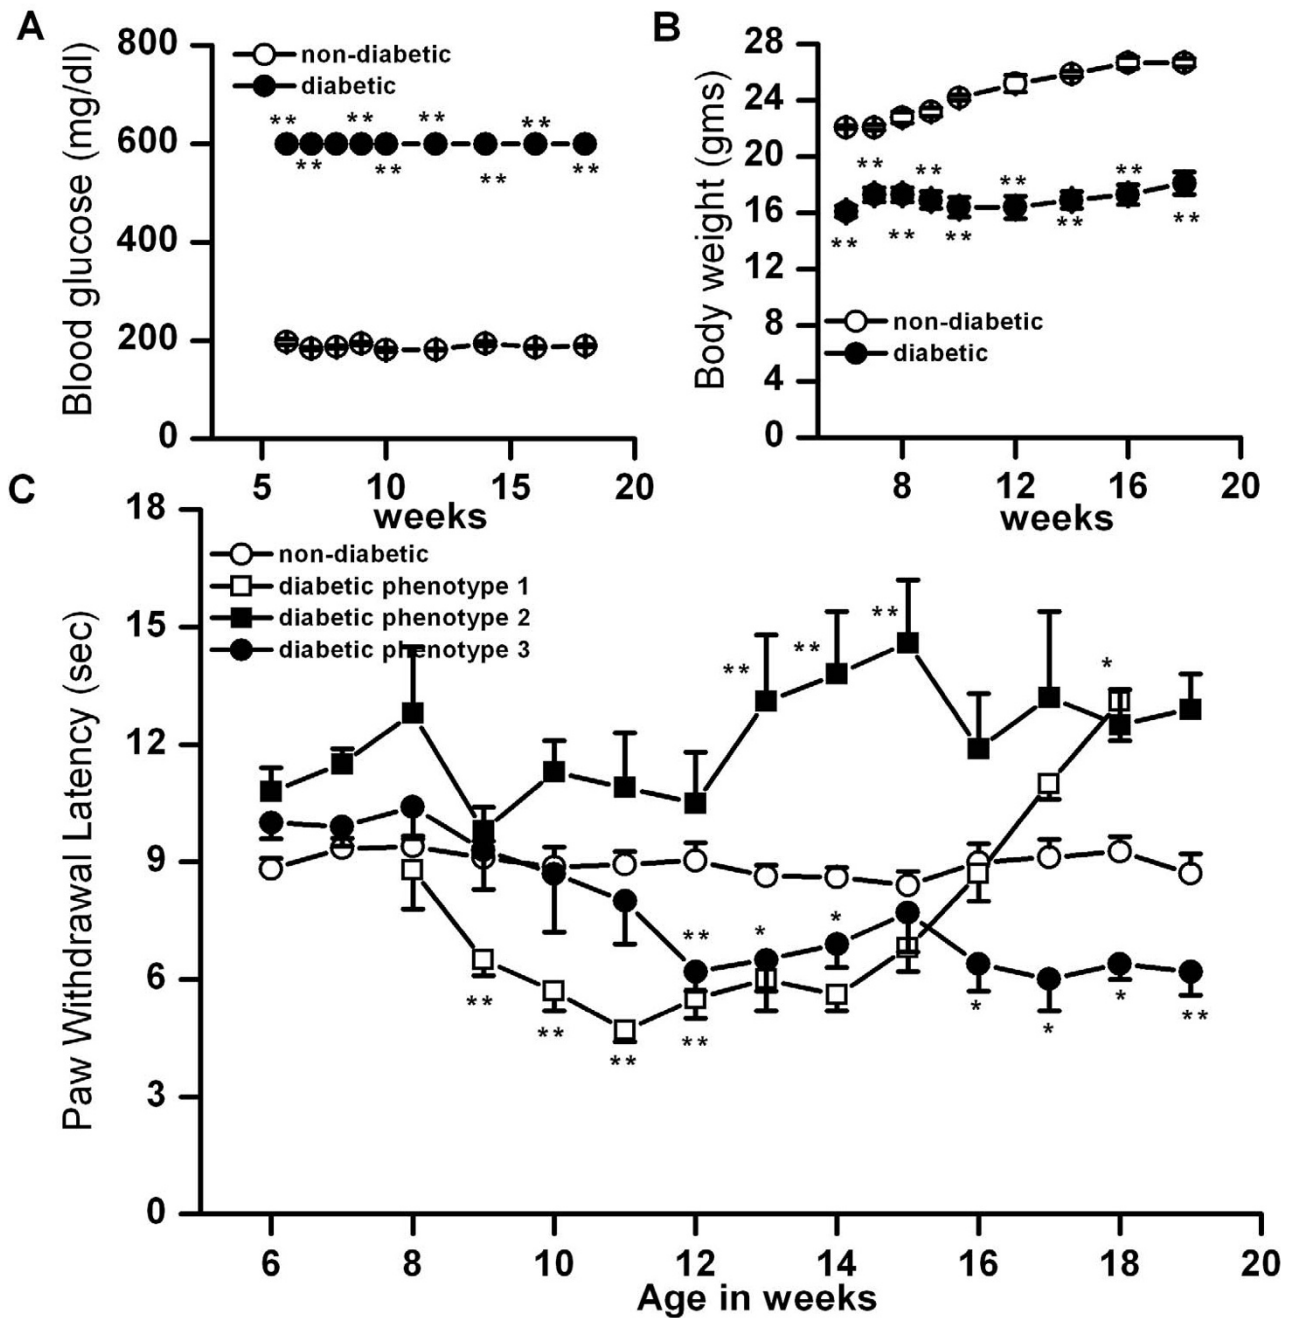 A
Blood glucose (mg/dl)
800
600
400
200
0
non-diabetic
diabetic
** ** ** **
** ** ** **
5 10 15 20
weeks
B
Body weight (gms)
28
24
20
16
12
8
4
0
** ** ** **
** ** ** ** **
non-diabetic
diabetic
8 12 16 20
weeks
C
Paw Withdrawal Latency (sec)
18
15
12
9
6
3
0
non-diabetic
diabetic phenotype 1
diabetic phenotype 2
diabetic phenotype 3
** ** ** *
** * *
** ** ** ** * * * **
6 8 10 12 14 16 18 20
Age in weeks